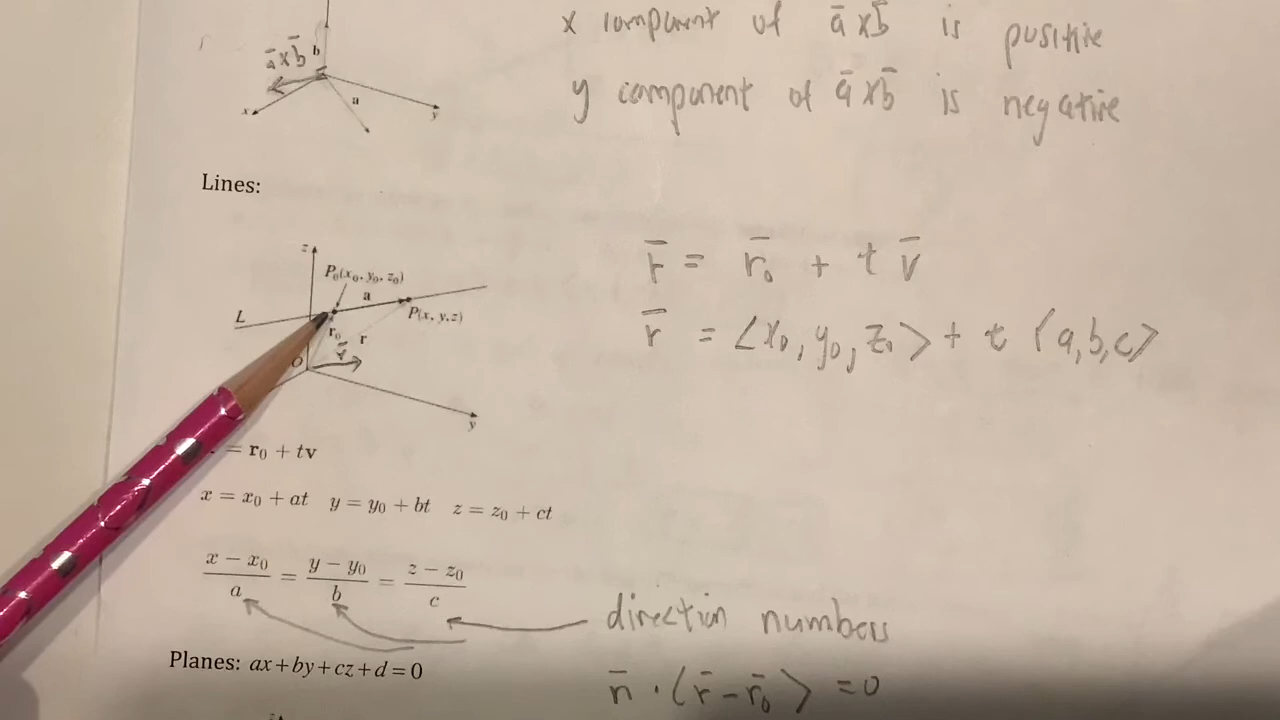 x component of a̅ x b̅ is positive
y component of a̅ x b̅ is negative
a̅ x b̅ b
a
x y
Lines:
z
P₀(x₀, y₀, z₀)
a
L P(x, y, z)
r₀ r
v̅
O
y
r̅ = r̅₀ + t v̅
r̅ = <x₀, y₀, z₀> + t <a, b, c>
= r₀ + tv
x = x₀ + at y = y₀ + bt z = z₀ + ct
(x − x₀)/a = (y − y₀)/b = (z − z₀)/c
direction numbers
Planes: ax+by+cz+d=0
n̅ · (r̅ − r̅₀) = 0
z